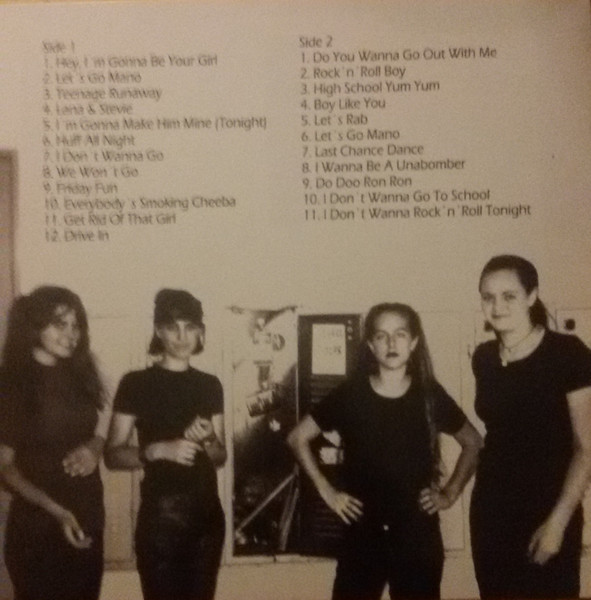 Side 1
1. Hey, I´m Gonna Be Your Girl
2. Let´s Go Mano
3. Teenage Runaway
4. Lana & Stevie
5. I´m Gonna Make Him Mine (Tonight)
6. Huff All Night
7. I Don´t Wanna Go
8. We Won´t Go
9. Friday Fun
10. Everybody´s Smoking Cheeba
11. Get Rid Of That Girl
12. Drive In
Side 2
1. Do You Wanna Go Out With Me
2. Rock´n´Roll Boy
3. High School Yum Yum
4. Boy Like You
5. Let´s Rab
6. Let´s Go Mano
7. Last Chance Dance
8. I Wanna Be A Unabomber
9. Do Doo Ron Ron
10. I Don´t Wanna Go To School
11. I Don´t Wanna Rock´n´Roll Tonight